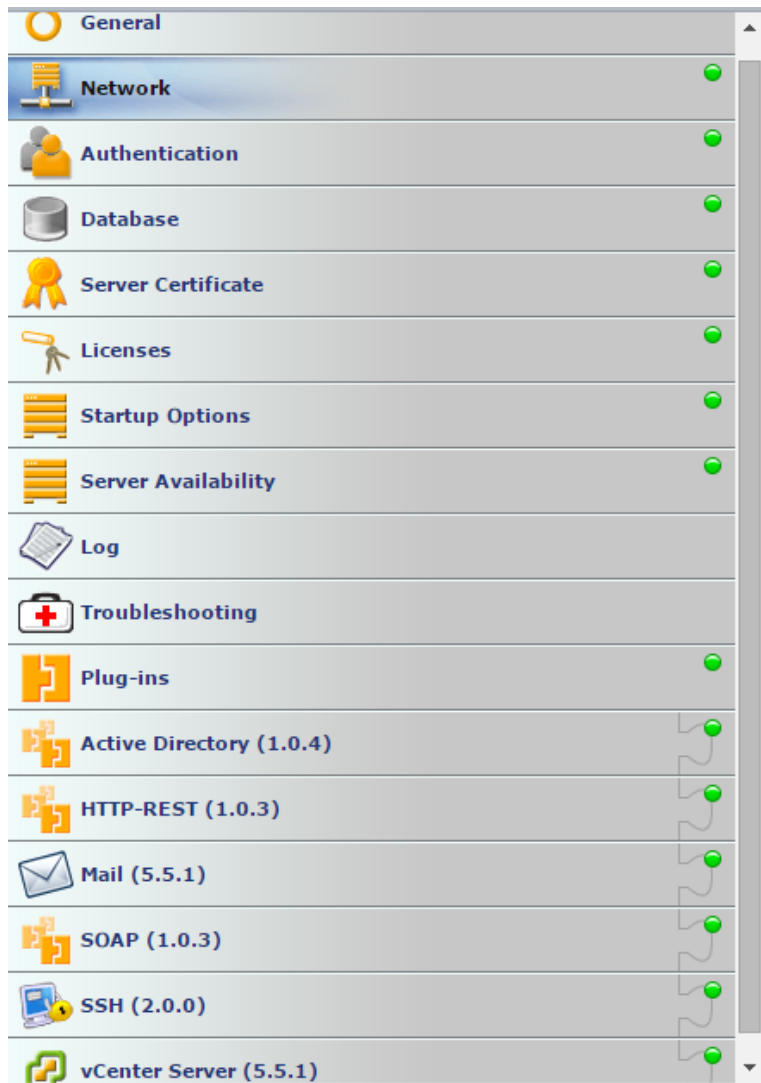 General
Network
Authentication
Database
Server Certificate
Licenses
Startup Options
Server Availability
Log
Troubleshooting
Plug-ins
Active Directory (1.0.4)
HTTP-REST (1.0.3)
Mail (5.5.1)
SOAP (1.0.3)
SSH (2.0.0)
vCenter Server (5.5.1)